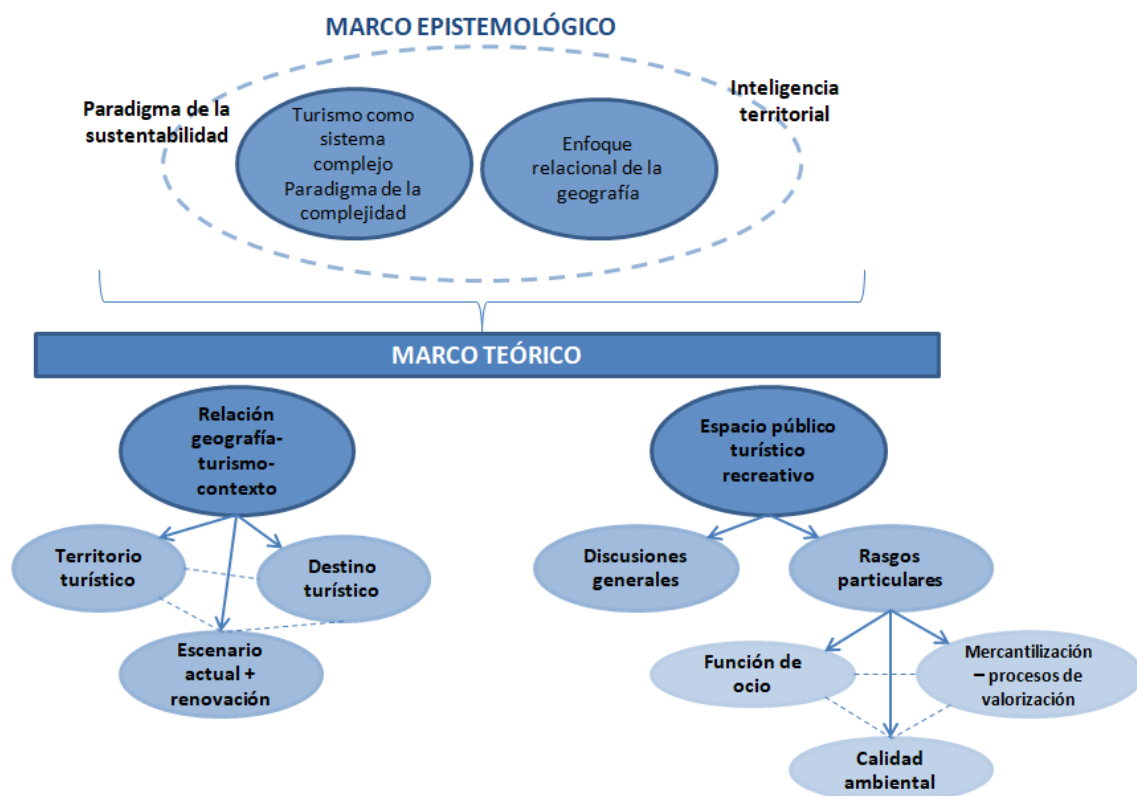 MARCO EPISTEMOLÓGICO
Paradigma de la
sustentabilidad
Inteligencia
territorial
Turismo como
sistema
complejo
Paradigma de la
complejidad
Enfoque
relacional de la
geografía
MARCO TEÓRICO
Relación
geografía-
turismo-
contexto
Espacio público
turístico
recreativo
Territorio
turístico
Destino
turístico
Escenario
actual +
renovación
Discusiones
generales
Rasgos
particulares
Función de
ocio
Mercantilización
– procesos de
valorización
Calidad
ambiental